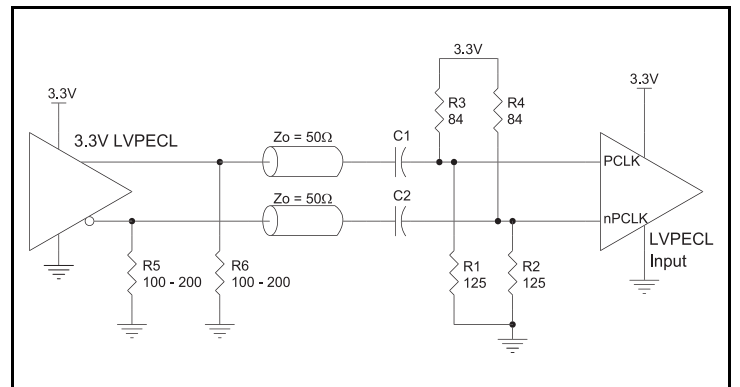 3.3V
3.3V LVPECL
Zo = 50Ω
Zo = 50Ω
C1
C2
3.3V
R3
84
R4
84
3.3V
PCLK
nPCLK
LVPECL
Input
R5
100 - 200
R6
100 - 200
R1
125
R2
125